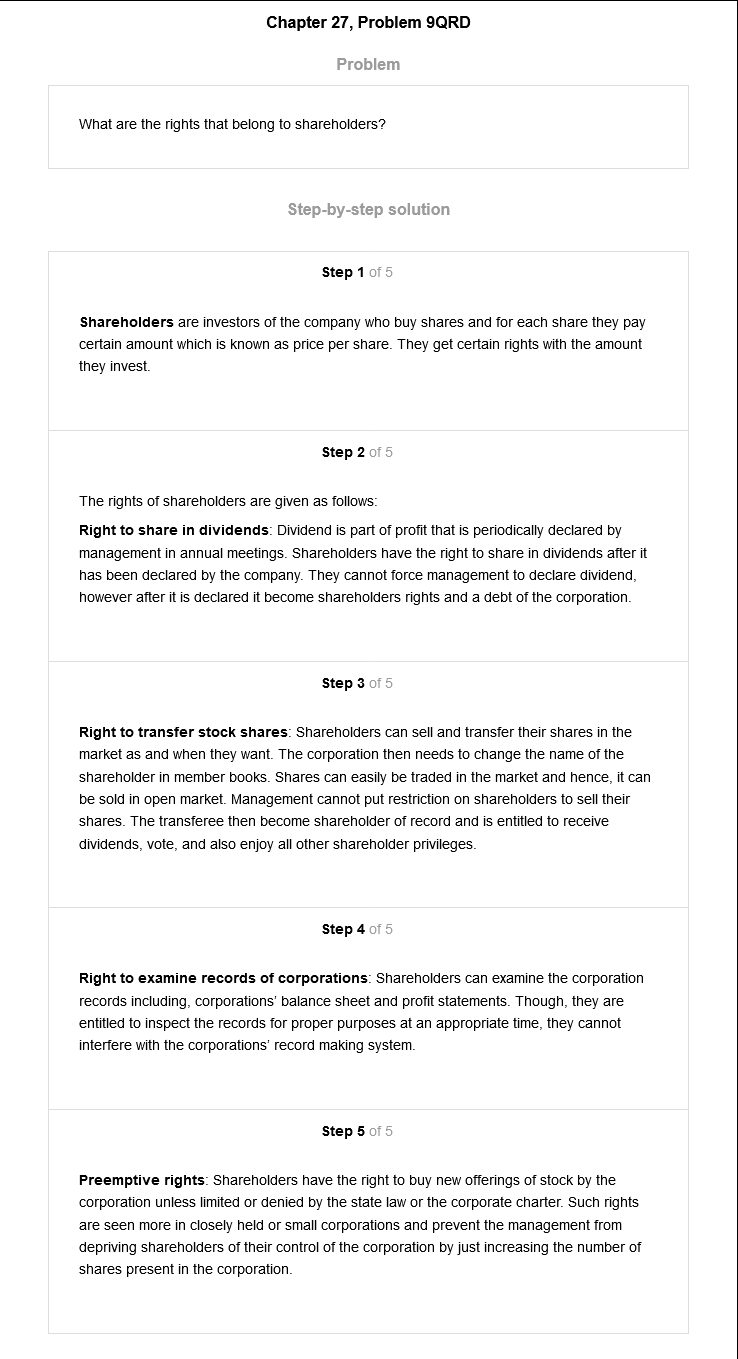 Chapter 27, Problem 9QRD
Problem
What are the rights that belong to shareholders?
Step-by-step solution
Step 1 of 5
Shareholders are investors of the company who buy shares and for each share they pay
certain amount which is known as price per share. They get certain rights with the amount
they invest.
Step 2 of 5
The rights of shareholders are given as follows:
Right to share in dividends: Dividend is part of profit that is periodically declared by
management in annual meetings. Shareholders have the right to share in dividends after it
has been declared by the company. They cannot force management to declare dividend,
however after it is declared it become shareholders rights and a debt of the corporation.
Step 3 of 5
Right to transfer stock shares: Shareholders can sell and transfer their shares in the
market as and when they want. The corporation then needs to change the name of the
shareholder in member books. Shares can easily be traded in the market and hence, it can
be sold in open market. Management cannot put restriction on shareholders to sell their
shares. The transferee then become shareholder of record and is entitled to receive
dividends, vote, and also enjoy all other shareholder privileges.
Step 4 of 5
Right to examine records of corporations: Shareholders can examine the corporation
records including, corporations' balance sheet and profit statements. Though, they are
entitled to inspect the records for proper purposes at an appropriate time, they cannot
interfere with the corporations' record making system.
Step 5 of 5
Preemptive rights: Shareholders have the right to buy new offerings of stock by the
corporation unless limited or denied by the state law or the corporate charter. Such rights
are seen more in closely held or small corporations and prevent the management from
depriving shareholders of their control of the corporation by just increasing the number of
shares present in the corporation.